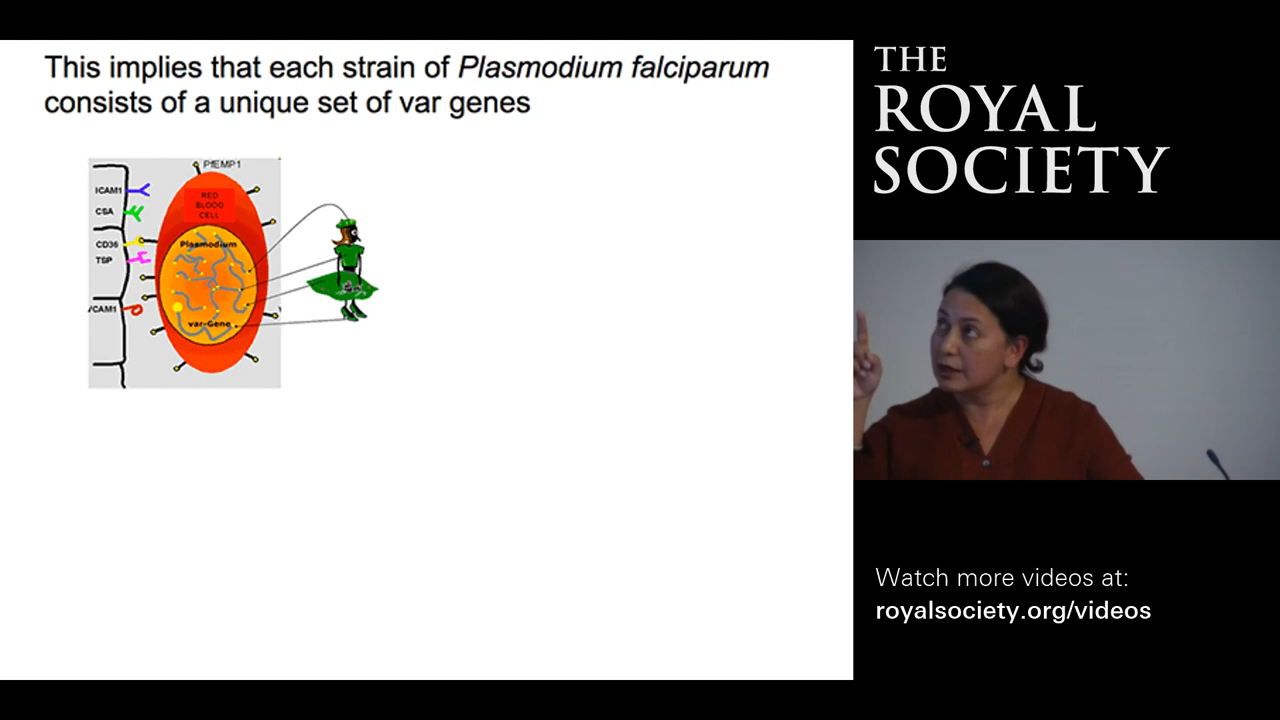 This implies that each strain of Plasmodium falciparum
consists of a unique set of var genes
PfEMP1
ICAM1
RED
BLOOD
CELL
CSA
Plasmodium
CD36
TSP
VCAM1
var-Gene
THE
ROYAL
SOCIETY
Watch more videos at:
royalsociety.org/videos